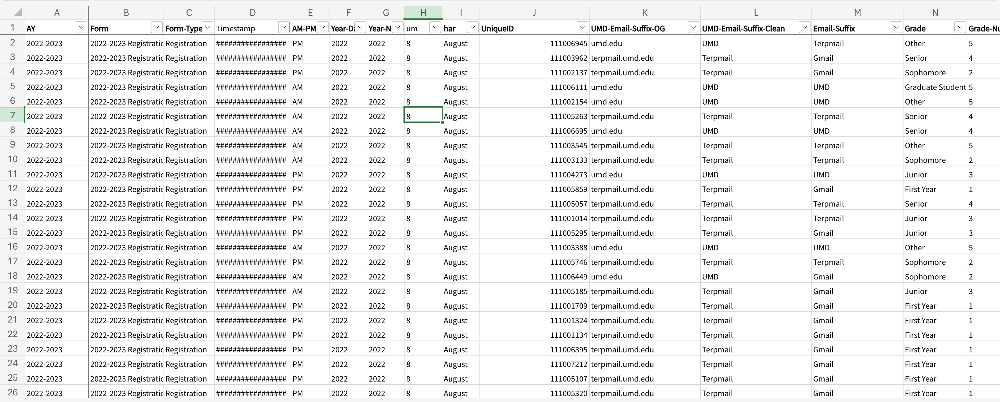 A B C D E F G H I J K L M N
1 AY Form Form-Type Timestamp AM-PM Year-Da Year-N um har UniqueID UMD-Email-Suffix-OG UMD-Email-Suffix-Clean Email-Suffix Grade Grade-Nu
2 2022-2023 2022-2023 Registratio Registration ################ PM 2022 2022 8 August 111006945 umd.edu UMD Terpmail Other 5
3 2022-2023 2022-2023 Registratio Registration ################ PM 2022 2022 8 August 111003962 terpmail.umd.edu Terpmail Gmail Senior 4
4 2022-2023 2022-2023 Registratio Registration ################ PM 2022 2022 8 August 111002137 terpmail.umd.edu Terpmail Gmail Sophomore 2
5 2022-2023 2022-2023 Registratio Registration ################ AM 2022 2022 8 August 111006111 umd.edu UMD UMD Graduate Student 5
6 2022-2023 2022-2023 Registratio Registration ################ AM 2022 2022 8 August 111002154 umd.edu UMD UMD Other 5
7 2022-2023 2022-2023 Registratio Registration ################ AM 2022 2022 8 August 111005263 terpmail.umd.edu Terpmail Terpmail Senior 4
8 2022-2023 2022-2023 Registratio Registration ################ AM 2022 2022 8 August 111006695 umd.edu UMD UMD Senior 4
9 2022-2023 2022-2023 Registratio Registration ################ AM 2022 2022 8 August 111003545 terpmail.umd.edu Terpmail Terpmail Other 5
10 2022-2023 2022-2023 Registratio Registration ################ AM 2022 2022 8 August 111003133 terpmail.umd.edu Terpmail Terpmail Sophomore 2
11 2022-2023 2022-2023 Registratio Registration ################ PM 2022 2022 8 August 111004273 umd.edu UMD UMD Junior 3
12 2022-2023 2022-2023 Registratio Registration ################ PM 2022 2022 8 August 111005859 terpmail.umd.edu Terpmail Gmail First Year 1
13 2022-2023 2022-2023 Registratio Registration ################ PM 2022 2022 8 August 111005057 terpmail.umd.edu Terpmail Terpmail Senior 4
14 2022-2023 2022-2023 Registratio Registration ################ PM 2022 2022 8 August 111001014 terpmail.umd.edu Terpmail Terpmail Junior 3
15 2022-2023 2022-2023 Registratio Registration ################ PM 2022 2022 8 August 111005295 terpmail.umd.edu Terpmail Gmail Junior 3
16 2022-2023 2022-2023 Registratio Registration ################ AM 2022 2022 8 August 111003388 umd.edu UMD UMD Other 5
17 2022-2023 2022-2023 Registratio Registration ################ PM 2022 2022 8 August 111005746 terpmail.umd.edu Terpmail Terpmail Sophomore 2
18 2022-2023 2022-2023 Registratio Registration ################ AM 2022 2022 8 August 111006449 umd.edu UMD Gmail Sophomore 2
19 2022-2023 2022-2023 Registratio Registration ################ AM 2022 2022 8 August 111005185 terpmail.umd.edu Terpmail Gmail Junior 3
20 2022-2023 2022-2023 Registratio Registration ################ PM 2022 2022 8 August 111001709 terpmail.umd.edu Terpmail Gmail First Year 1
21 2022-2023 2022-2023 Registratio Registration ################ PM 2022 2022 8 August 111001324 terpmail.umd.edu Terpmail Gmail First Year 1
22 2022-2023 2022-2023 Registratio Registration ################ PM 2022 2022 8 August 111001134 terpmail.umd.edu Terpmail Gmail First Year 1
23 2022-2023 2022-2023 Registratio Registration ################ PM 2022 2022 8 August 111006395 terpmail.umd.edu Terpmail Gmail First Year 1
24 2022-2023 2022-2023 Registratio Registration ################ PM 2022 2022 8 August 111007212 terpmail.umd.edu Terpmail Gmail First Year 1
25 2022-2023 2022-2023 Registratio Registration ################ PM 2022 2022 8 August 111005107 terpmail.umd.edu Terpmail Gmail First Year 1
26 2022-2023 2022-2023 Registratio Registration ################ PM 2022 2022 8 August 111005320 terpmail.umd.edu Terpmail Gmail First Year 1